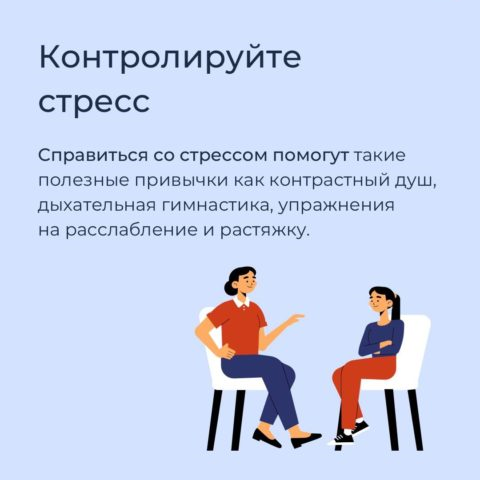 Контролируйте
стресс
Справиться со стрессом помогут такие
полезные привычки как контрастный душ,
дыхательная гимнастика, упражнения
на расслабление и растяжку.